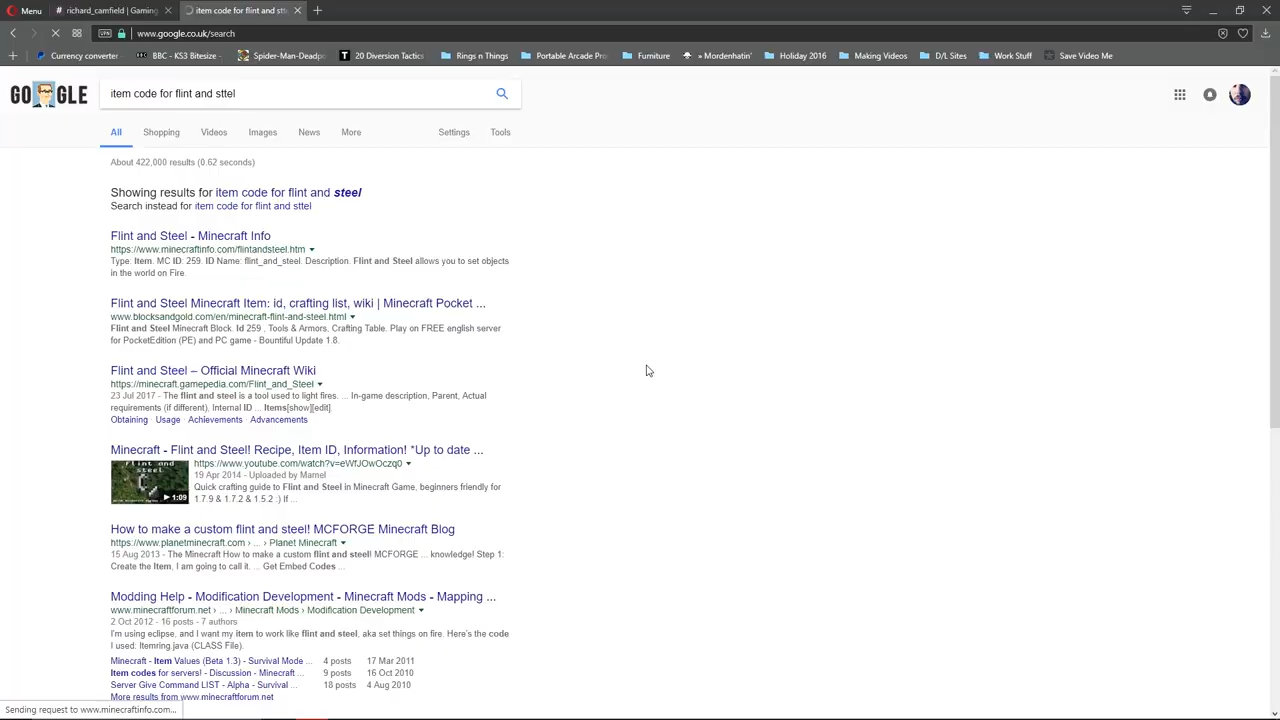 Menu
# richard_camfield | Gaming
item code for flint and stte
VPN
www.google.co.uk/search
Currency converter
BBC - KS3 Bitesize -
Spider-Man-Deadpo
T 20 Diversion Tactics
Rings n Things
Portable Arcade Pro
Furniture
» Mordenhatin'
Holiday 2016
Making Videos
D/L Sites
Work Stuff
Save Video Me
GOOGLE
item code for flint and sttel
All
Shopping
Videos
Images
News
More
Settings
Tools
About 422,000 results (0.62 seconds)
Showing results for item code for flint and steel
Search instead for item code for flint and sttel
Flint and Steel - Minecraft Info
https://www.minecraftinfo.com/flintandsteel.htm
Type: Item. MC ID: 259. ID Name: flint_and_steel. Description. Flint and Steel allows you to set objects
in the world on Fire.
Flint and Steel Minecraft Item: id, crafting list, wiki | Minecraft Pocket ...
www.blocksandgold.com/en/minecraft-flint-and-steel.html
Flint and Steel Minecraft Block. Id 259 , Tools & Armors. Crafting Table. Play on FREE english server
for PocketEdition (PE) and PC game - Bountiful Update 1.8.
Flint and Steel – Official Minecraft Wiki
https://minecraft.gamepedia.com/Flint_and_Steel
23 Jul 2017 - The flint and steel is a tool used to light fires. ... In-game description, Parent, Actual
requirements (if different), Internal ID ... Items[show][edit].
Obtaining · Usage · Achievements · Advancements
Minecraft - Flint and Steel! Recipe, Item ID, Information! *Up to date ...
Flint and
steel
1:09
https://www.youtube.com/watch?v=eWfJOwOczq0
19 Apr 2014 - Uploaded by Mamel
Quick crafting guide to Flint and Steel in Minecraft Game, beginners friendly for
1.7.9 & 1.7.2 & 1.5.2 :) If ...
How to make a custom flint and steel! MCFORGE Minecraft Blog
https://www.planetminecraft.com › ... › Planet Minecraft
15 Aug 2013 - The Minecraft How to make a custom flint and steel! MCFORGE ... knowledge! Step 1:
Create the Item, I am going to call it. ... Get Embed Codes ...
Modding Help - Modification Development - Minecraft Mods - Mapping ...
www.minecraftforum.net › ... › Minecraft Mods › Modification Development
2 Oct 2012 - 16 posts - 7 authors
I'm using eclipse, and I want my item to work like flint and steel, aka set things on fire. Here's the code
I used: Itemring.java (CLASS File).
Minecraft - Item Values (Beta 1.3) - Survival Mode ... 4 posts 17 Mar 2011
Item codes for servers! - Discussion - Minecraft ... 9 posts 16 Oct 2010
Server Give Command LIST - Alpha - Survival ... 18 posts 4 Aug 2010
More results from www.minecraftforum.net
Sending request to www.minecraftinfo.com...